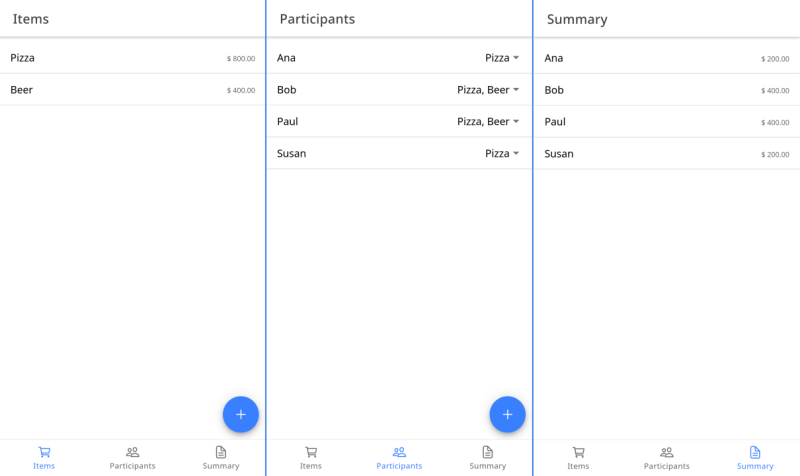 Items
Pizza $ 800.00
Beer $ 400.00
Items Participants Summary
Participants
Ana Pizza
Bob Pizza, Beer
Paul Pizza, Beer
Susan Pizza
Items Participants Summary
Summary
Ana $ 200.00
Bob $ 400.00
Paul $ 400.00
Susan $ 200.00
Items Participants Summary